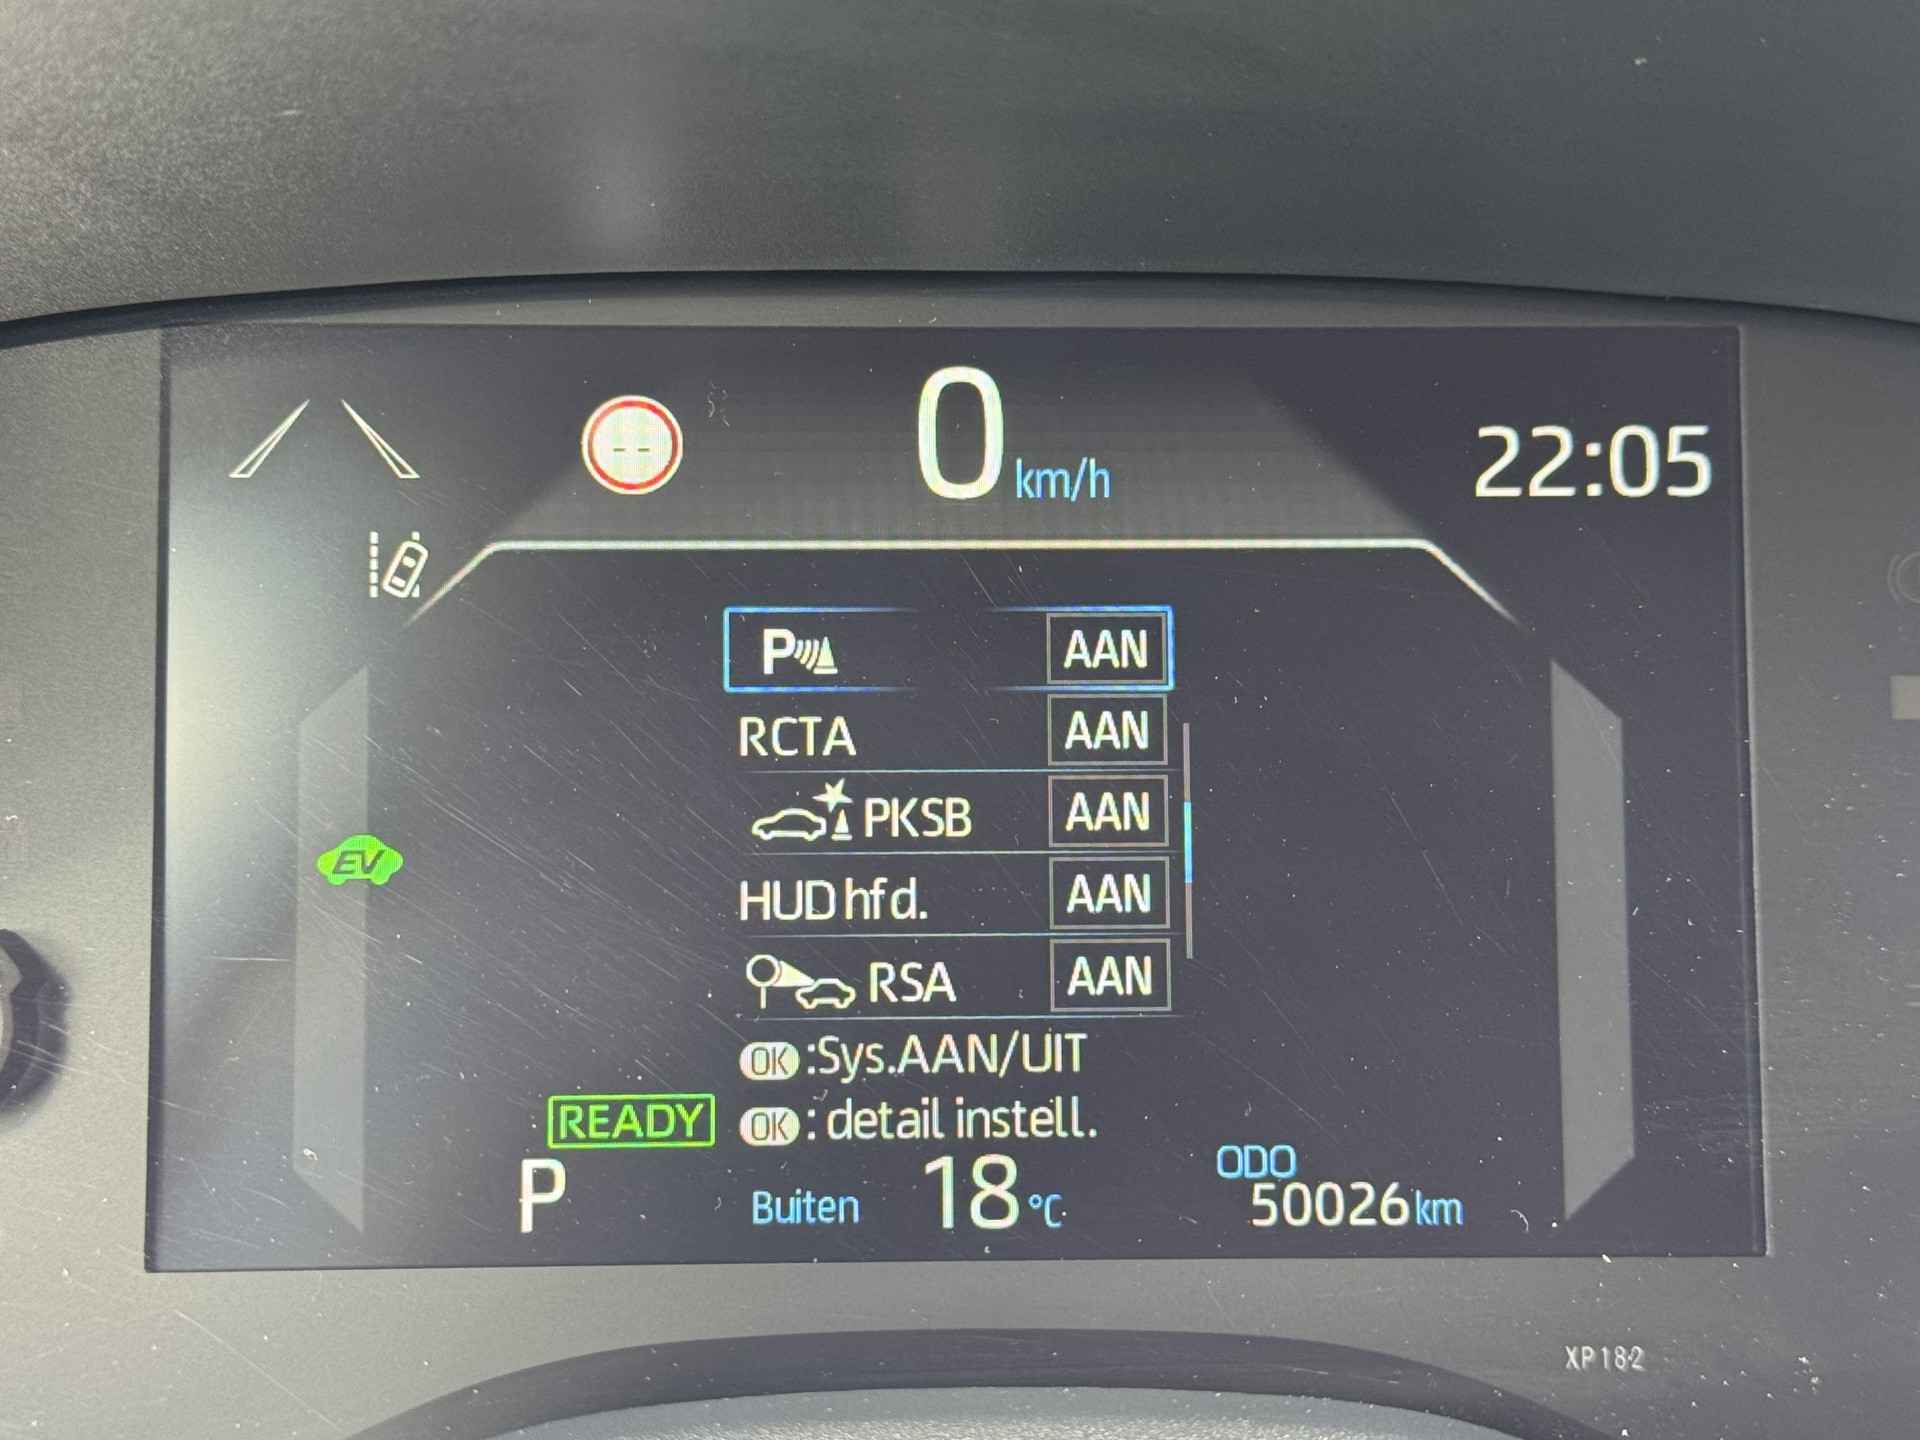 0 km/h
22:05
--
P AAN
RCTA AAN
PKSB AAN
HUD hfd. AAN
EV
RSA AAN
OK :Sys.AAN/UIT
READY
OK : detail instell.
P
Buiten 18 °C
ODO
50026 km
XP182